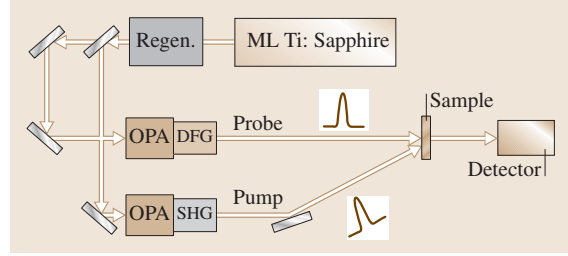 Regen.
ML Ti: Sapphire
Sample
OPA
DFG
Probe
Detector
OPA
SHG
Pump